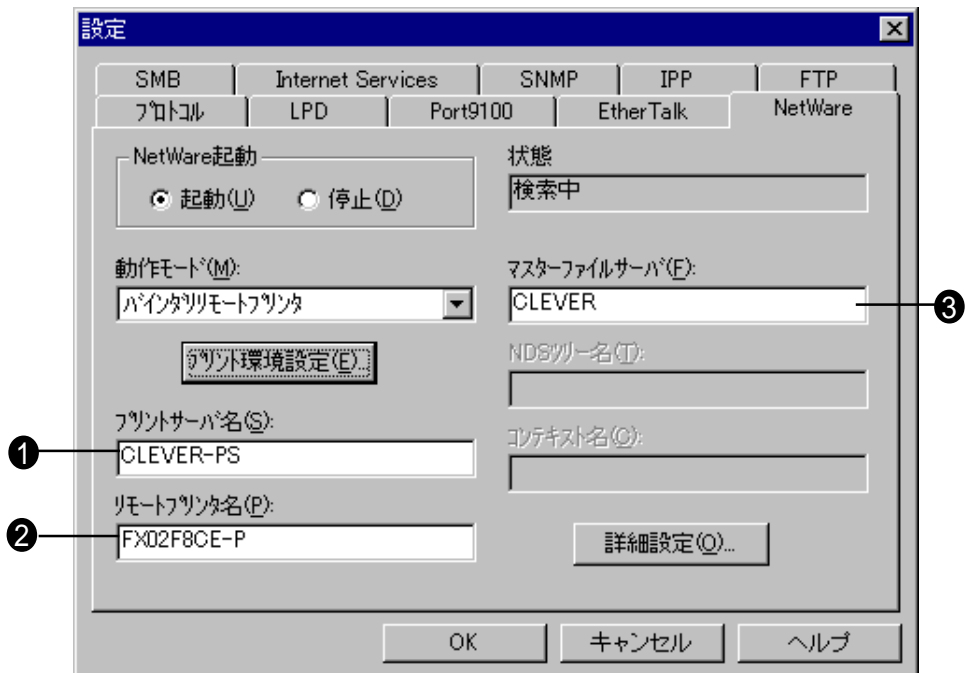 設定
SMB
Internet Services
SNMP
IPP
FTP
ﾌﾟﾛﾄｺﾙ
LPD
Port9100
EtherTalk
NetWare
NetWare起動
起動(U)
停止(D)
状態
検索中
動作ﾓｰﾄﾞ(M):
ﾊﾞｲﾝﾀﾞﾘﾘﾓｰﾄﾌﾟﾘﾝﾀ
ﾏｽﾀｰﾌｧｲﾙｻｰﾊﾞ(F):
CLEVER
❸
ﾌﾟﾘﾝﾄ環境設定(E)...
NDSﾂﾘｰ名(T):
ﾌﾟﾘﾝﾄｻｰﾊﾞ名(S):
❶
CLEVER-PS
ｺﾝﾃｷｽﾄ名(C):
ﾘﾓｰﾄﾌﾟﾘﾝﾀ名(P):
❷
FX02F8CE-P
詳細設定(O)...
OK
キャンセル
ヘルプ